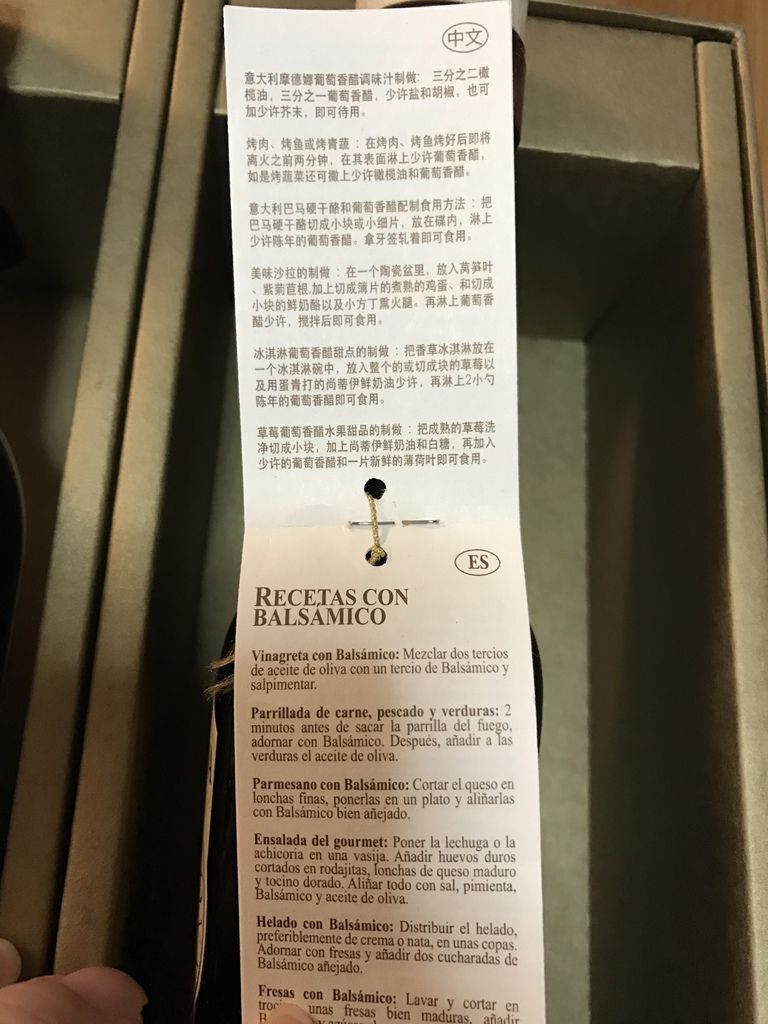 中文
意大利摩德娜葡萄香醋调味汁制做: 三分之二橄
榄油，三分之一葡萄香醋，少许盐和胡椒，也可
加少许芥末，即可待用。
烤肉、烤鱼或烤青蔬：在烤肉、烤鱼烤好后即将
离火之前两分钟，在其表面淋上少许葡萄香醋，
如是烤蔬菜还可撒上少许橄榄油和葡萄香醋。
意大利巴马硬干酪和葡萄香醋配制食用方法：把
巴马硬干酪切成小块或小细片，放在碟内，淋上
少许陈年的葡萄香醋。拿牙签轧着即可食用。
美味沙拉的制做：在一个陶瓷盆里，放入莴笋叶
、紫菊苣根,加上切成薄片的煮熟的鸡蛋、和切成
小块的鲜奶酪以及小方丁熏火腿。再淋上葡萄香
醋少许，搅拌后即可食用。
冰淇淋葡萄香醋甜点的制做：把香草冰淇淋放在
一个冰淇淋碗中，放入整个的或切成块的草莓以
及用蛋青打的尚蒂伊鲜奶油少许，再淋上2小勺
陈年的葡萄香醋即可食用。
草莓葡萄香醋水果甜品的制做：把成熟的草莓洗
净切成小块，加上尚蒂伊鲜奶油和白糖，再加入
少许的葡萄香醋和一片新鲜的薄荷叶即可食用。
ES
RECETAS CON
BALSÁMICO
Vinagreta con Balsámico: Mezclar dos tercios
de aceite de oliva con un tercio de Balsámico y
salpimentar.
Parrillada de carne, pescado y verduras: 2
minutos antes de sacar la parrilla del fuego,
adornar con Balsámico. Después, añadir a las
verduras el aceite de oliva.
Parmesano con Balsámico: Cortar el queso en
lonchas finas, ponerlas en un plato y aliñarlas
con Balsámico bien añejado.
Ensalada del gourmet: Poner la lechuga o la
achicoria en una vasija. Añadir huevos duros
cortados en rodajitas, lonchas de queso maduro
y tocino dorado. Aliñar todo con sal, pimienta,
Balsámico y aceite de oliva.
Helado con Balsámico: Distribuir el helado,
preferiblemente de crema o nata, en unas copas.
Adornar con fresas y añadir dos cucharadas de
Balsámico añejado.
Fresas con Balsámico: Lavar y cortar en
unas fresas bien maduras, añadir